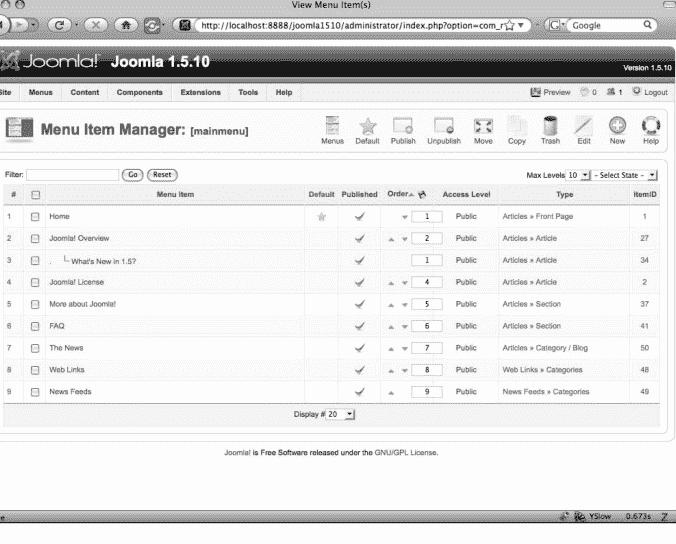 View Menu Item(s)
http://localhost:8888/joomla1510/administrator/index.php?option=com_r
Google
Joomla! Joomla 1.5.10
Version 1.5.10
Site Menus Content Components Extensions Tools Help Preview 0 1 Logout
Menu Item Manager: [mainmenu]
Menus Default Publish Unpublish Move Copy Trash Edit New Help
Filter: Go Reset Max Levels 10 - Select State -
# Menu Item Default Published Order Access Level Type ItemID
1 Home 1 Public Articles » Front Page 1
2 Joomla! Overview 2 Public Articles » Article 27
3 . What's New in 1.5? 1 Public Articles » Article 34
4 Joomla! License 4 Public Articles » Article 2
5 More about Joomla! 5 Public Articles » Section 37
6 FAQ 6 Public Articles » Section 41
7 The News 7 Public Articles » Category / Blog 50
8 Web Links 8 Public Web Links » Categories 48
9 News Feeds 9 Public News Feeds » Categories 49
Display # 20
Joomla! is Free Software released under the GNU/GPL License.
YSlow 0.673s